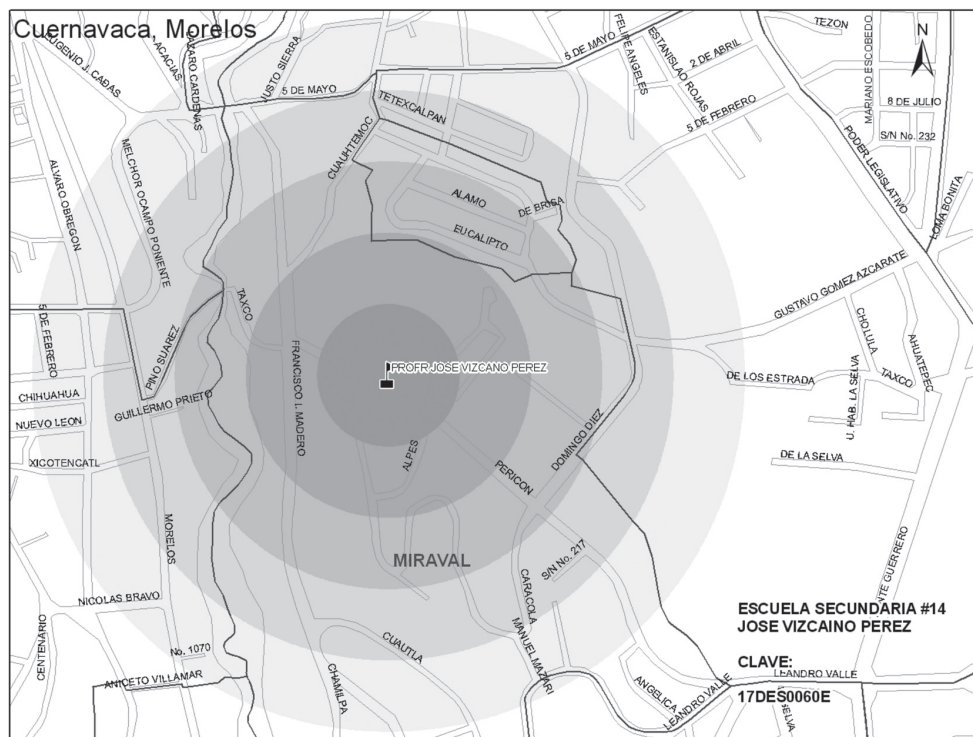 Cuernavaca, Morelos
N
EUGENIO J. CAÑAS
ACACIAS
LAZARO CARDENAS
JUSTO SIERRA
5 DE MAYO
5 DE MAYO
FELIPE ANGELES
ESTANISLAO ROJAS
2 DE ABRIL
5 DE FEBRERO
TEZON
MARIANO ESCOBEDO
8 DE JULIO
S/N No. 232
PODER LEGISLATIVO
LOMA BONITA
TETEXCALPAN
CUAUHTEMOC
ALAMO
DE BRISA
EUCALIPTO
ALVARO OBREGON
MELCHOR OCAMPO PONIENTE
TAXCO
GUSTAVO GOMEZ AZCARATE
5 DE FEBRERO
PINO SUAREZ
FRANCISCO I. MADERO
PROFR JOSE VIZCANO PEREZ
CHOLULA
AHUATEPEC
DE LOS ESTRADA
TAXCO
U. HAB. LA SELVA
CHIHUAHUA
GUILLERMO PRIETO
NUEVO LEON
XICOTENCATL
ALPES
PERICON
DOMINGO DIEZ
DE LA SELVA
MORELOS
MIRAVAL
S/N No. 217
CARACOLA
NTE GUERRERO
NICOLAS BRAVO
CENTENARIO
No. 1070
ANICETO VILLAMAR
CUAUTLA
CHAMILPA
MANUEL MAZARI
ANGELICA
LEANDRO VALLE
ESCUELA SECUNDARIA #14
JOSE VIZCAINO PEREZ
CLAVE:
LEANDRO VALLE
17DES0060E
SELVA